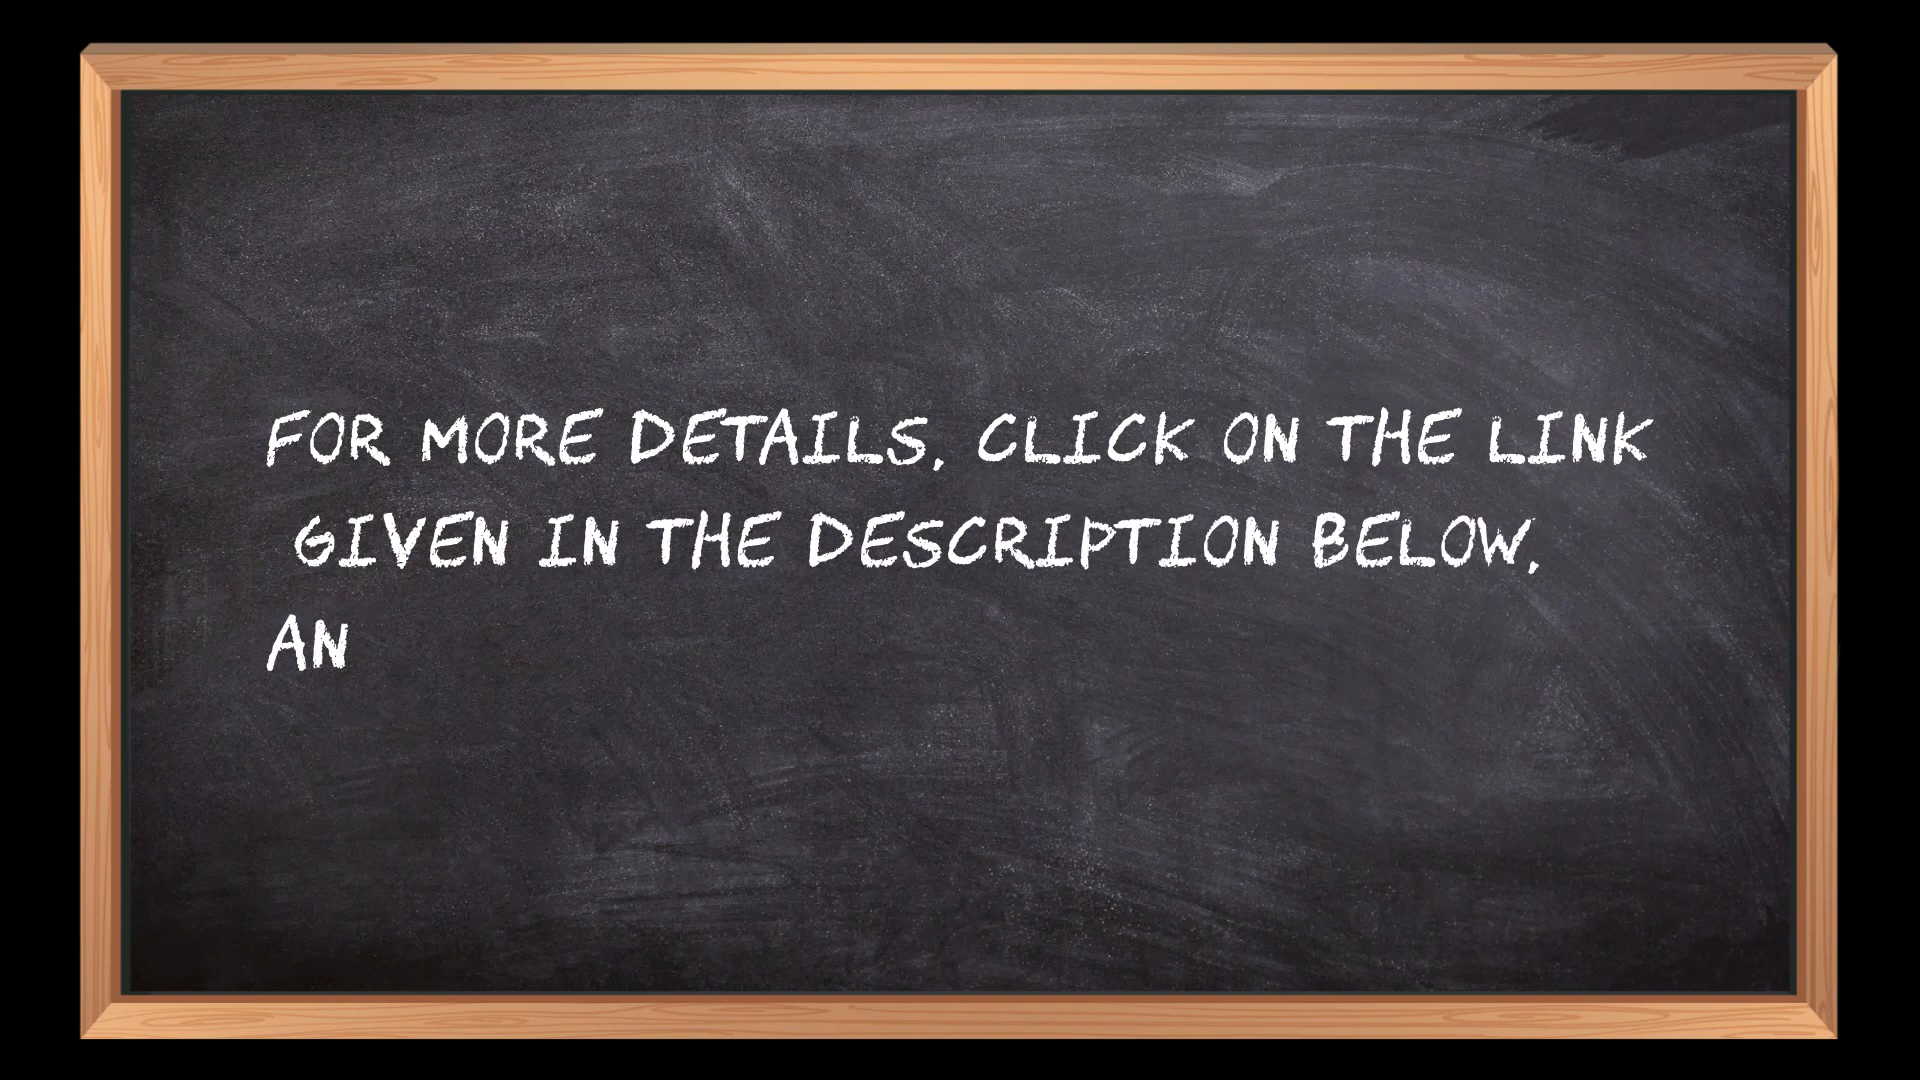 FOR MORE DETAILS, CLICK ON THE LINK
GIVEN IN THE DESCRIPTION BELOW,
AN